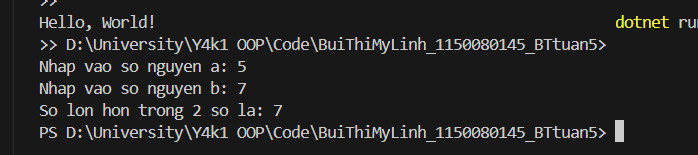 >>
Hello, World! dotnet ru
>> D:\University\Y4k1 OOP\Code\BuiThiMyLinh_1150080145_BTtuan5>
Nhap vao so nguyen a: 5
Nhap vao so nguyen b: 7
So lon hon trong 2 so la: 7
PS D:\University\Y4k1 OOP\Code\BuiThiMyLinh_1150080145_BTtuan5>